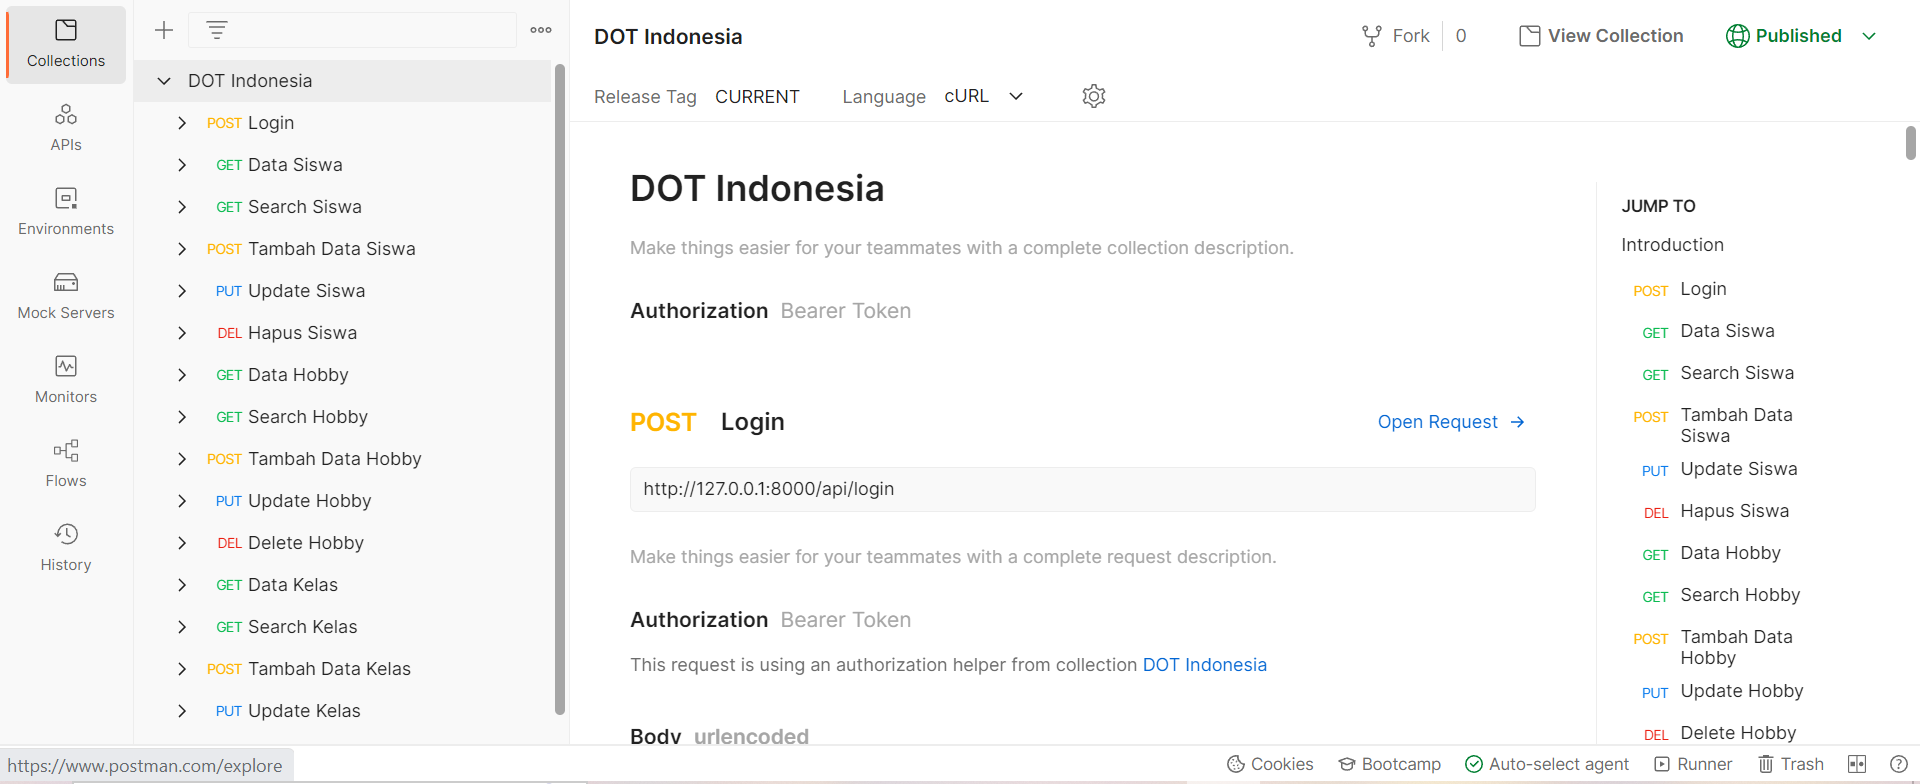 Collections
APIs
Environments
Mock Servers
Monitors
Flows
History
DOT Indonesia
POST Login
GET Data Siswa
GET Search Siswa
POST Tambah Data Siswa
PUT Update Siswa
DEL Hapus Siswa
GET Data Hobby
GET Search Hobby
POST Tambah Data Hobby
PUT Update Hobby
DEL Delete Hobby
GET Data Kelas
GET Search Kelas
POST Tambah Data Kelas
PUT Update Kelas
DOT Indonesia
Fork 0
View Collection
Published
Release Tag CURRENT
Language cURL
DOT Indonesia
Make things easier for your teammates with a complete collection description.
Authorization Bearer Token
POST Login
Open Request →
http://127.0.0.1:8000/api/login
Make things easier for your teammates with a complete request description.
Authorization Bearer Token
This request is using an authorization helper from collection DOT Indonesia
Body urlencoded
JUMP TO
Introduction
POST Login
GET Data Siswa
GET Search Siswa
POST Tambah Data
Siswa
PUT Update Siswa
DEL Hapus Siswa
GET Data Hobby
GET Search Hobby
POST Tambah Data
Hobby
PUT Update Hobby
DEL Delete Hobby
https://www.postman.com/explore
Cookies
Bootcamp
Auto-select agent
Runner
Trash